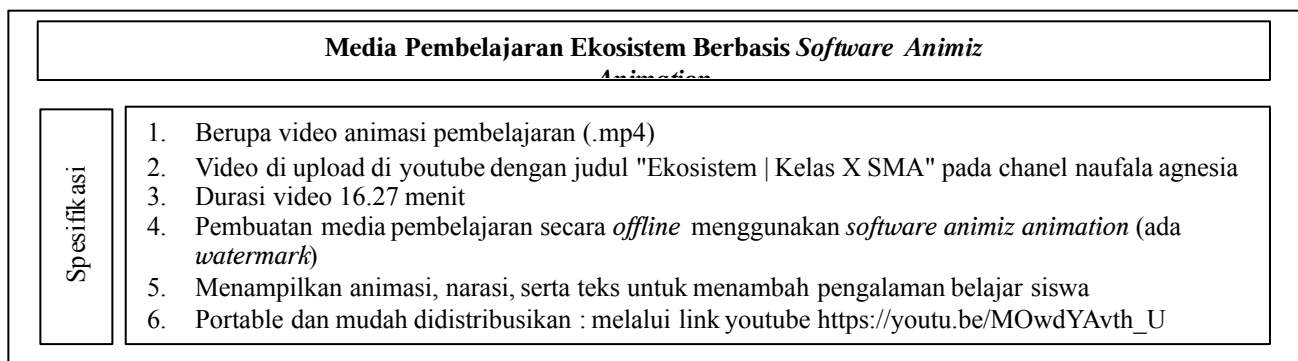 Media Pembelajaran Ekosistem Berbasis Software Animiz
Animation
Spesifikasi
1. Berupa video animasi pembelajaran (.mp4)
2. Video di upload di youtube dengan judul "Ekosistem | Kelas X SMA" pada chanel naufala agnesia
3. Durasi video 16.27 menit
4. Pembuatan media pembelajaran secara offline menggunakan software animiz animation (ada
watermark)
5. Menampilkan animasi, narasi, serta teks untuk menambah pengalaman belajar siswa
6. Portable dan mudah didistribusikan : melalui link youtube https://youtu.be/MOwdYAvth_U